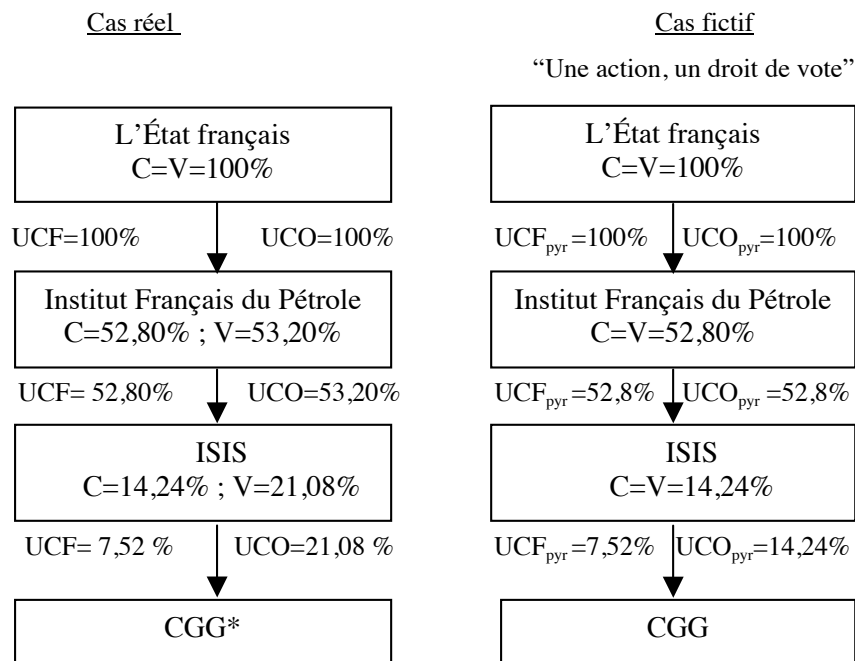 Cas réel
L’État français
C=V=100%
UCF=100% UCO=100%
Institut Français du Pétrole
C=52,80% ; V=53,20%
UCF= 52,80% UCO=53,20%
ISIS
C=14,24% ; V=21,08%
UCF= 7,52 % UCO=21,08 %
CGG*
Cas fictif
“Une action, un droit de vote”
L’État français
C=V=100%
UCFpyr=100% UCOpyr=100%
Institut Français du Pétrole
C=V=52,80%
UCFpyr=52,8% UCOpyr =52,8%
ISIS
C=V=14,24%
UCFpyr=7,52% UCOpyr=14,24%
CGG